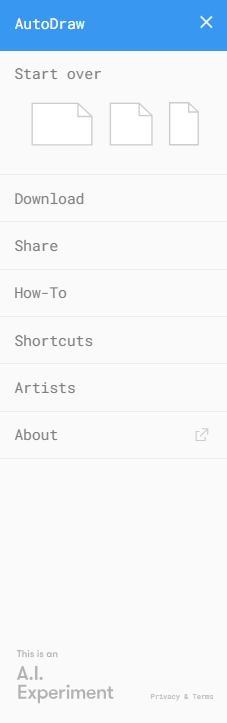 AutoDraw
Start over
Download
Share
How-To
Shortcuts
Artists
About
This is an
A.I.
Experiment
Privacy & Terms